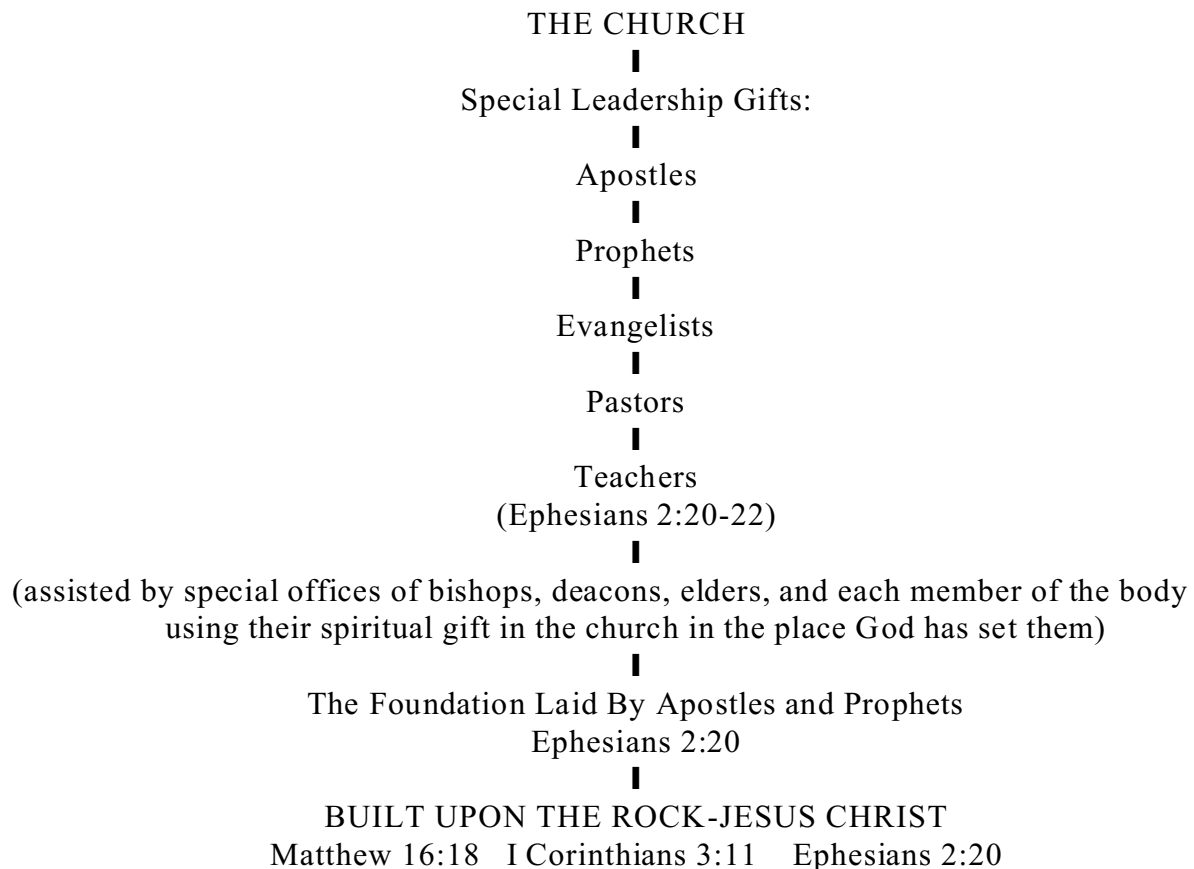 THE CHURCH
Special Leadership Gifts:
Apostles
Prophets
Evangelists
Pastors
Teachers
(Ephesians 2:20-22)
(assisted by special offices of bishops, deacons, elders, and each member of the body
using their spiritual gift in the church in the place God has set them)
The Foundation Laid By Apostles and Prophets
Ephesians 2:20
BUILT UPON THE ROCK-JESUS CHRIST
Matthew 16:18 I Corinthians 3:11 Ephesians 2:20